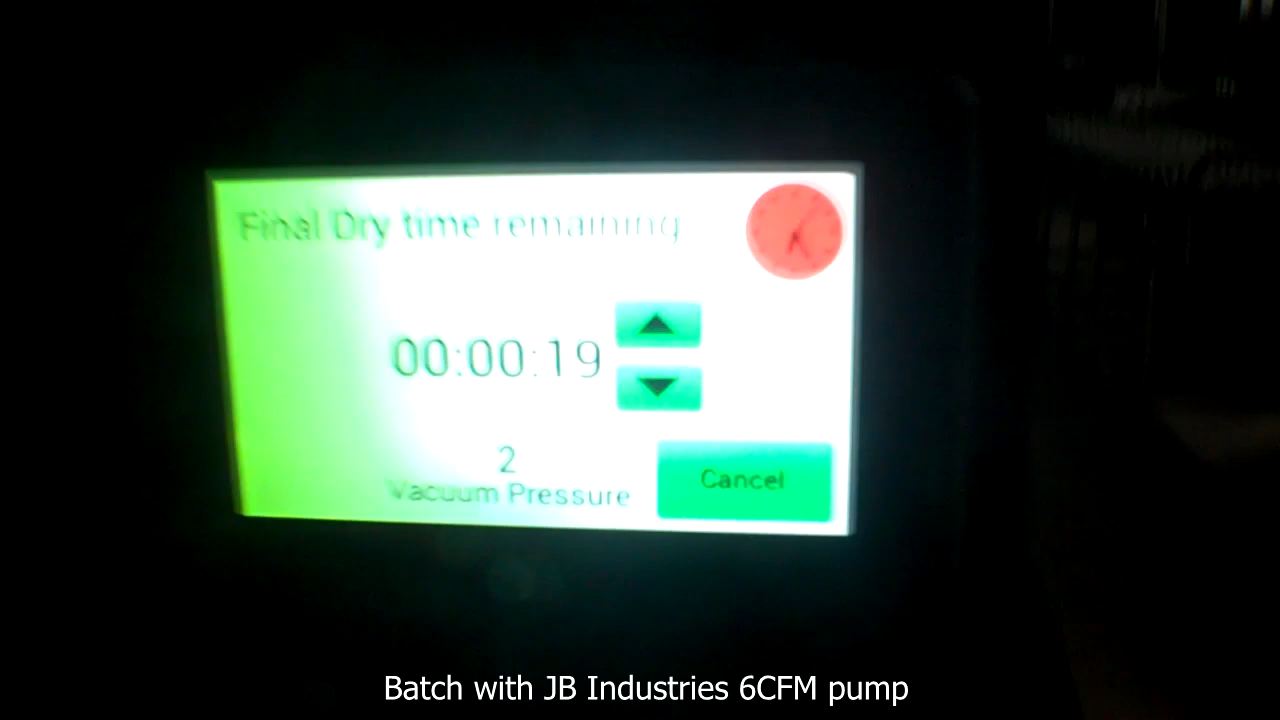 Final Dry time remaining
00:00:19
2
Vacuum Pressure
Cancel
Batch with JB Industries 6CFM pump